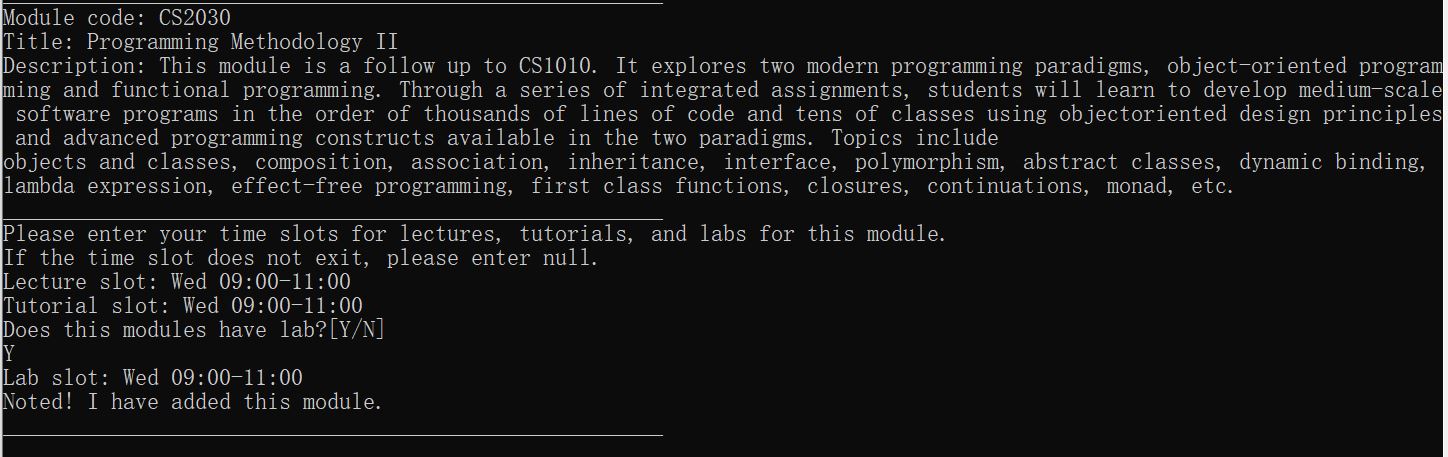 Module code: CS2030
Title: Programming Methodology II
Description: This module is a follow up to CS1010. It explores two modern programming paradigms, object-oriented program
ming and functional programming. Through a series of integrated assignments, students will learn to develop medium-scale
software programs in the order of thousands of lines of code and tens of classes using objectoriented design principles
and advanced programming constructs available in the two paradigms. Topics include
objects and classes, composition, association, inheritance, interface, polymorphism, abstract classes, dynamic binding,
lambda expression, effect-free programming, first class functions, closures, continuations, monad, etc.
Please enter your time slots for lectures, tutorials, and labs for this module.
If the time slot does not exit, please enter null.
Lecture slot: Wed 09:00-11:00
Tutorial slot: Wed 09:00-11:00
Does this modules have lab?[Y/N]
Y
Lab slot: Wed 09:00-11:00
Noted! I have added this module.